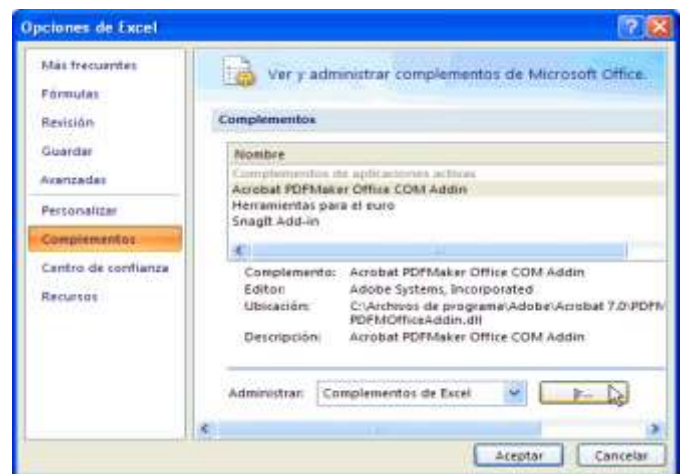 Opciones de Excel
Más frecuentes
Fórmulas
Revisión
Guardar
Avanzadas
Personalizar
Complementos
Centro de confianza
Recursos
Ver y administrar complementos de Microsoft Office.
Complementos
Nombre
Complementos de aplicaciones activas
Acrobat PDFMaker Office COM Addin
Herramientas para el euro
SnagIt Add-in
Complemento: Acrobat PDFMaker Office COM Addin
Editor: Adobe Systems, Incorporated
Ubicación: C:\Archivos de programa\Adobe\Acrobat 7.0\PDFM
PDFMOfficeAddin.dll
Descripción: Acrobat PDFMaker Office COM Addin
Administrar: Complementos de Excel Ir...
Aceptar Cancelar